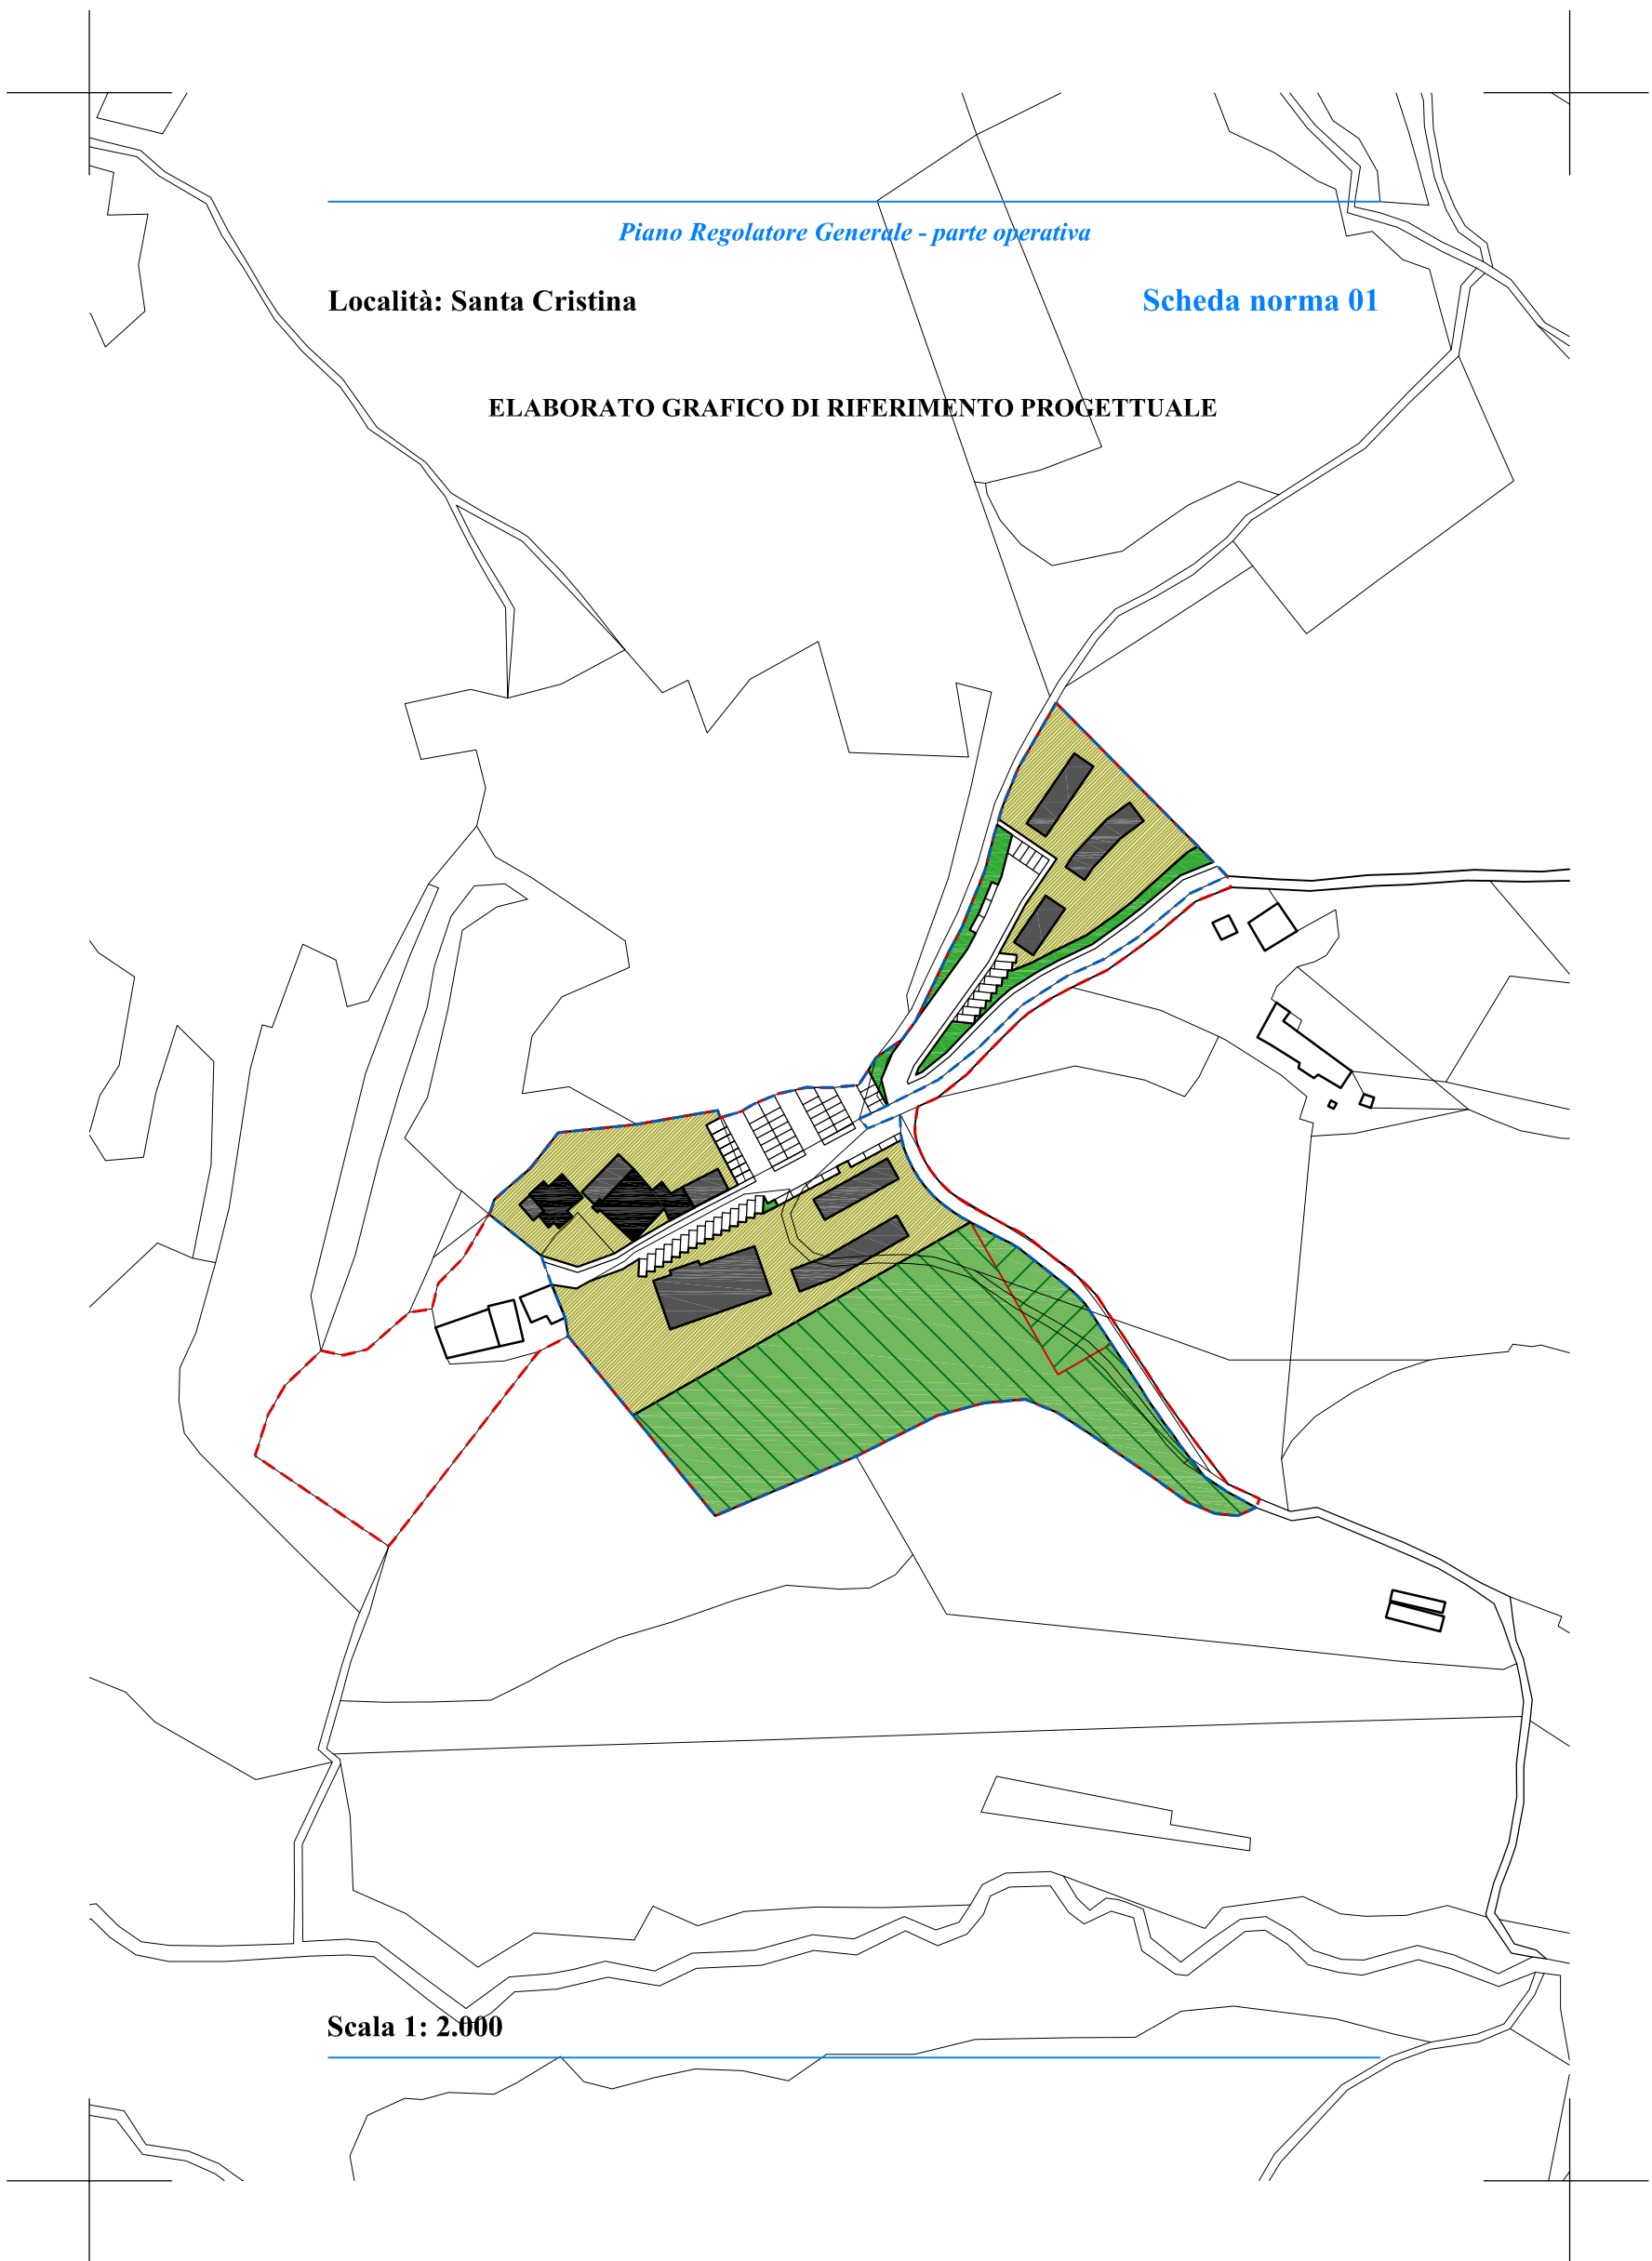 Piano Regolatore Generale - parte operativa
Località: Santa Cristina
Scheda norma 01
ELABORATO GRAFICO DI RIFERIMENTO PROGETTUALE
Scala 1: 2.000